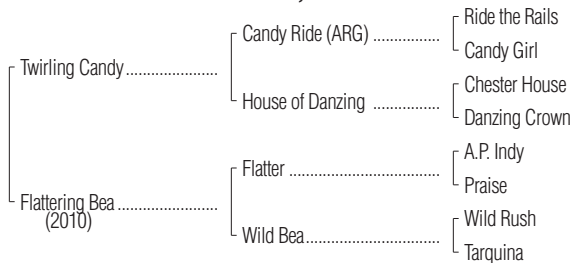 Ride the Rails
Candy Ride (ARG) ................
Candy Girl
Twirling Candy......................
Chester House
House of Danzing ................
Danzing Crown
A.P. Indy
Flatter ....................................
Praise
Flattering Bea ........................
(2010)
Wild Rush
Wild Bea................................
Tarquina